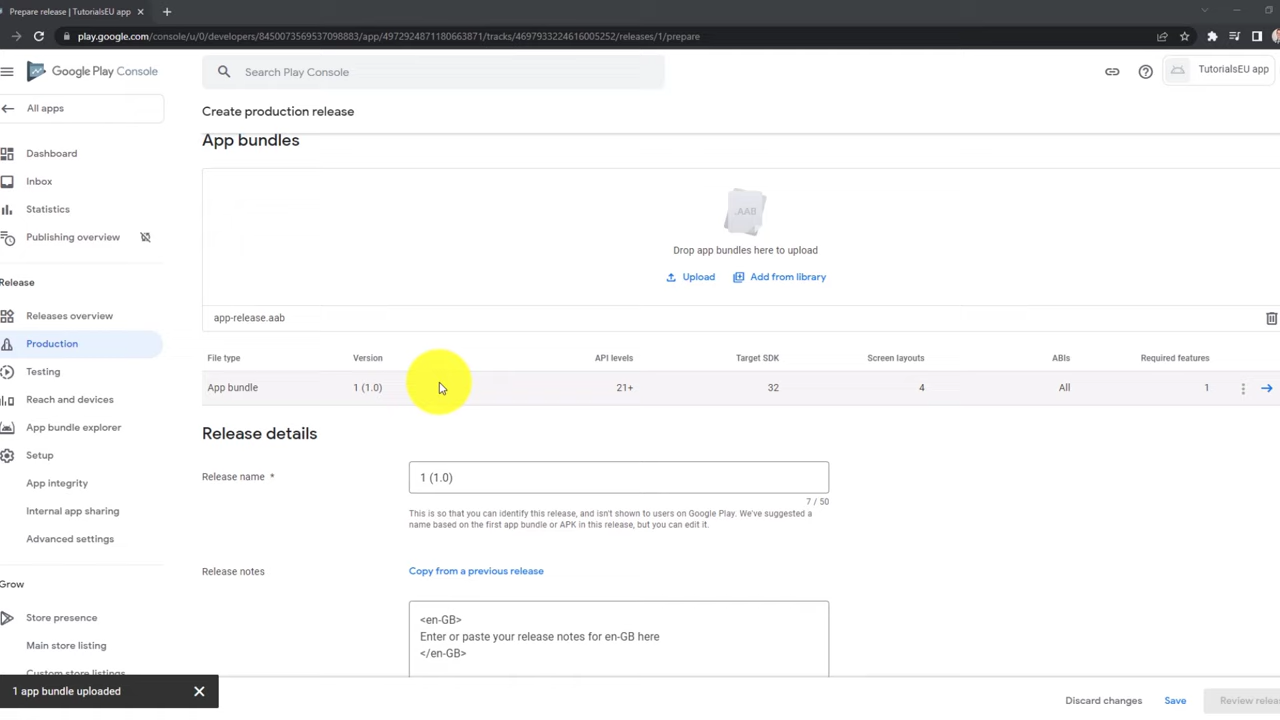 Prepare release | TutorialsEU app
play.google.com/console/u/0/developers/8450073569537098883/app/4972924871180663871/tracks/4697933224616005252/releases/1/prepare
Google Play Console
Search Play Console
TutorialsEU app
All apps
Create production release
Dashboard
Inbox
Statistics
Publishing overview
Release
Releases overview
Production
Testing
Reach and devices
App bundle explorer
Setup
App integrity
Internal app sharing
Advanced settings
Grow
Store presence
Main store listing
Custom store listings
App bundles
.AAB
Drop app bundles here to upload
Upload
Add from library
app-release.aab
File type Version API levels Target SDK Screen layouts ABIs Required features
App bundle 1 (1.0) 21+ 32 4 All 1
Release details
Release name *
1 (1.0)
7 / 50
This is so that you can identify this release, and isn't shown to users on Google Play. We've suggested a
name based on the first app bundle or APK in this release, but you can edit it.
Release notes
Copy from a previous release
<en-GB>
Enter or paste your release notes for en-GB here
</en-GB>
1 app bundle uploaded
Discard changes
Save
Review relea